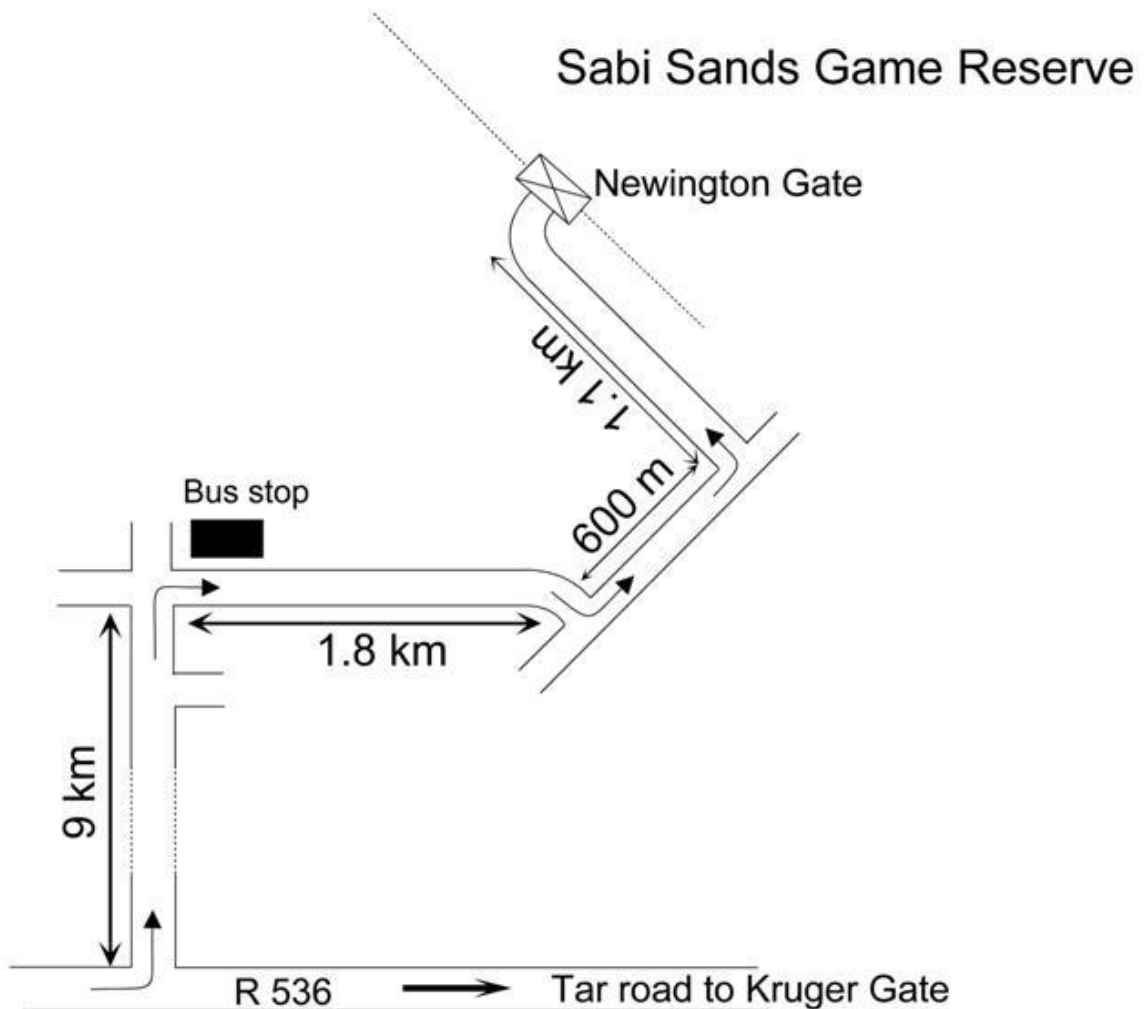 Sabi Sands Game Reserve
Newington Gate
1.1 km
600 m
Bus stop
1.8 km
9 km
R 536
Tar road to Kruger Gate